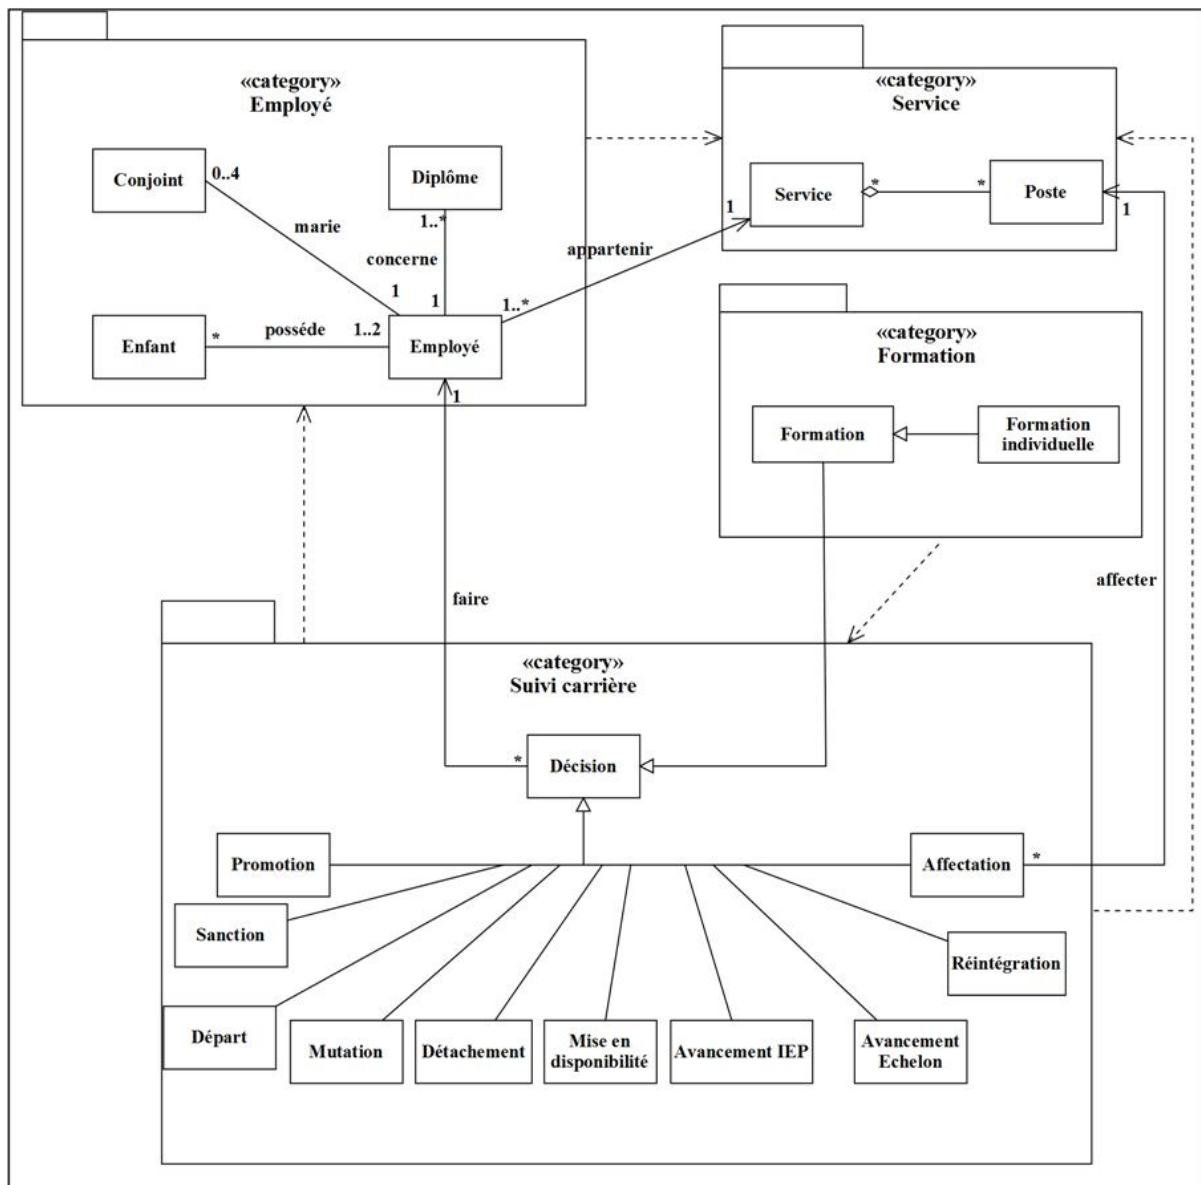 «category»
Employé
Conjoint
0..4
Diplôme
1..*
marie
concerne
1
1
Enfant
*
posséde
1..2
Employé
1..*
1
appartenir
1
«category»
Service
Service
*
*
Poste
1
«category»
Formation
Formation
Formation
individuelle
affecter
faire
«category»
Suivi carrière
*
Décision
Promotion
Affectation
*
Sanction
Réintégration
Départ
Mutation
Détachement
Mise en
disponibilité
Avancement IEP
Avancement
Echelon